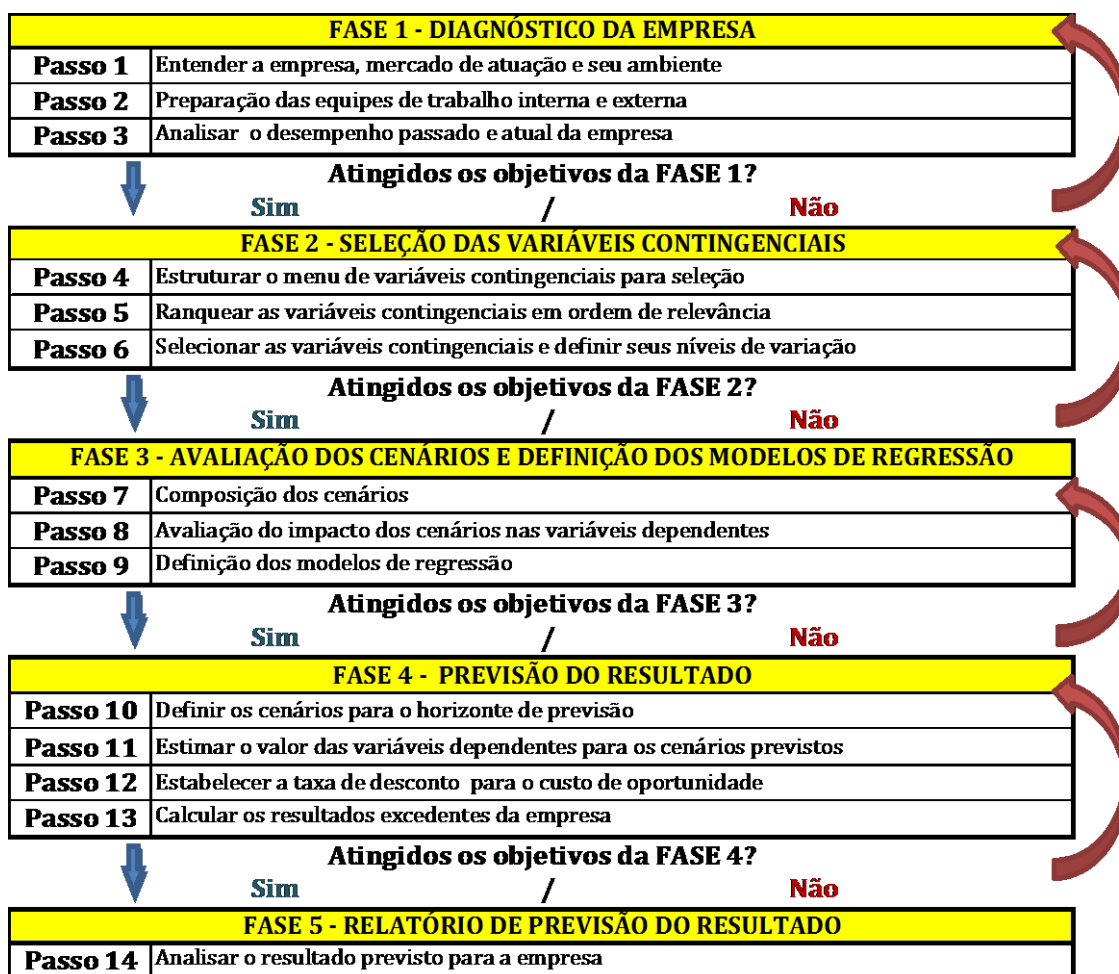 FASE 1 - DIAGNÓSTICO DA EMPRESA
Passo 1 Entender a empresa, mercado de atuação e seu ambiente
Passo 2 Preparação das equipes de trabalho interna e externa
Passo 3 Analisar o desempenho passado e atual da empresa
Atingidos os objetivos da FASE 1?
Sim / Não
FASE 2 - SELEÇÃO DAS VARIÁVEIS CONTINGENCIAIS
Passo 4 Estruturar o menu de variáveis contingenciais para seleção
Passo 5 Ranquear as variáveis contingenciais em ordem de relevância
Passo 6 Selecionar as variáveis contingenciais e definir seus níveis de variação
Atingidos os objetivos da FASE 2?
Sim / Não
FASE 3 - AVALIAÇÃO DOS CENÁRIOS E DEFINIÇÃO DOS MODELOS DE REGRESSÃO
Passo 7 Composição dos cenários
Passo 8 Avaliação do impacto dos cenários nas variáveis dependentes
Passo 9 Definição dos modelos de regressão
Atingidos os objetivos da FASE 3?
Sim / Não
FASE 4 - PREVISÃO DO RESULTADO
Passo 10 Definir os cenários para o horizonte de previsão
Passo 11 Estimar o valor das variáveis dependentes para os cenários previstos
Passo 12 Estabelecer a taxa de desconto para o custo de oportunidade
Passo 13 Calcular os resultados excedentes da empresa
Atingidos os objetivos da FASE 4?
Sim / Não
FASE 5 - RELATÓRIO DE PREVISÃO DO RESULTADO
Passo 14 Analisar o resultado previsto para a empresa